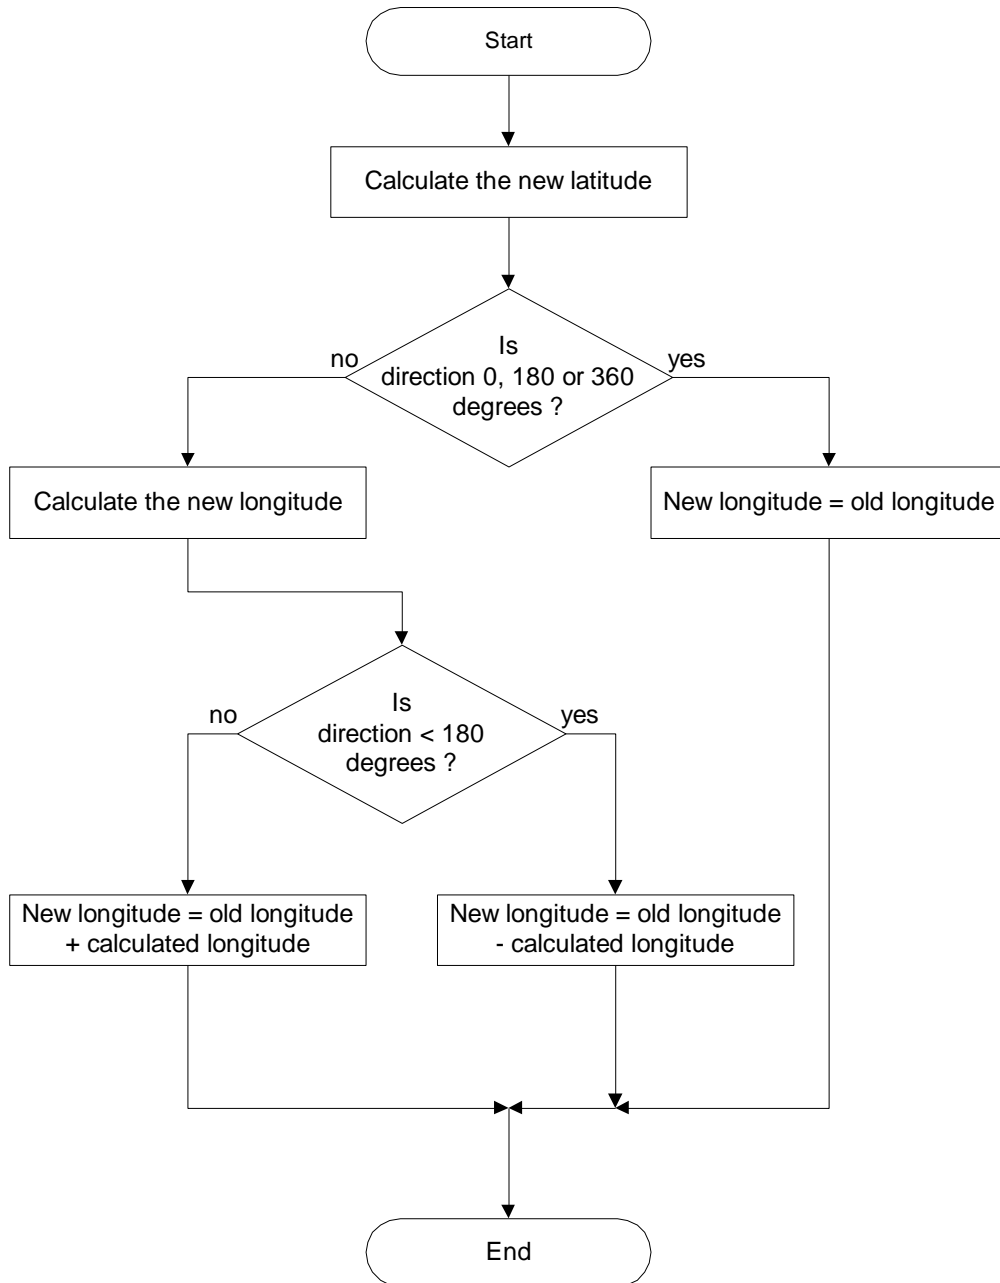 Start
Calculate the new latitude
Is
direction 0, 180 or 360
degrees ?
no
yes
Calculate the new longitude
New longitude = old longitude
Is
direction < 180
degrees ?
no
yes
New longitude = old longitude
+ calculated longitude
New longitude = old longitude
- calculated longitude
End